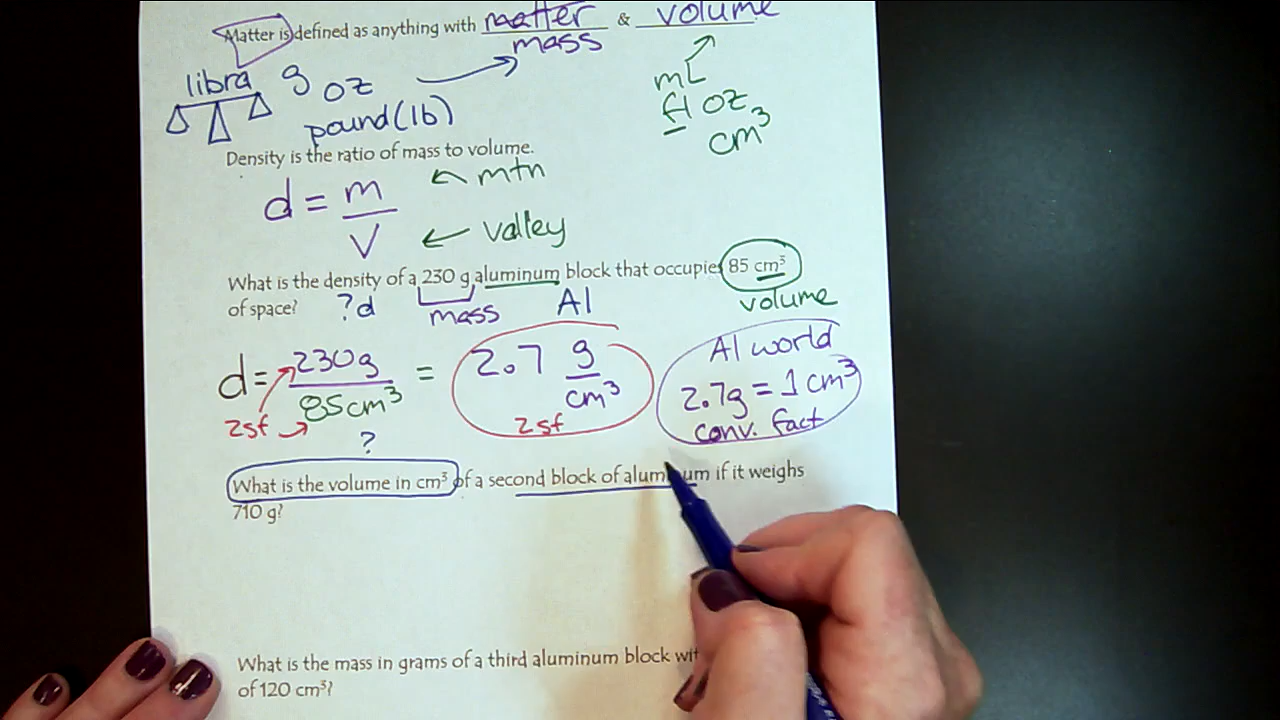 Matter is defined as anything with matter & volume
mass
libra g oz
mL
fl oz
pound (lb)
cm³
Density is the ratio of mass to volume.
d = m ← mtn
V ← valley
What is the density of a 230 g aluminum block that occupies 85 cm³
of space? ?d mass Al volume
d = 230g = 2.7 g
85cm³ cm³
2sf 2sf
Al world
2.7g = 1 cm³
conv. fact
?
What is the volume in cm³ of a second block of aluminum if it weighs
710 g?
What is the mass in grams of a third aluminum block
of 120 cm³?